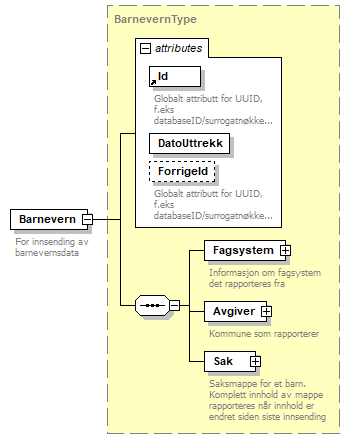 BarnevernType
attributes
Id
Globalt attributt for UUID,
f.eks
databaseID/surrogatnøkke...
DatoUttrekk
ForrigeId
Globalt attributt for UUID,
f.eks
databaseID/surrogatnøkke...
Barnevern
For innsending av
barnevernsdata
Fagsystem
Informasjon om fagsystem
det rapporteres fra
Avgiver
Kommune som rapporterer
Sak
Saksmappe for et barn.
Komplett innhold av mappe
rapporteres når innhold er
endret siden siste innsending